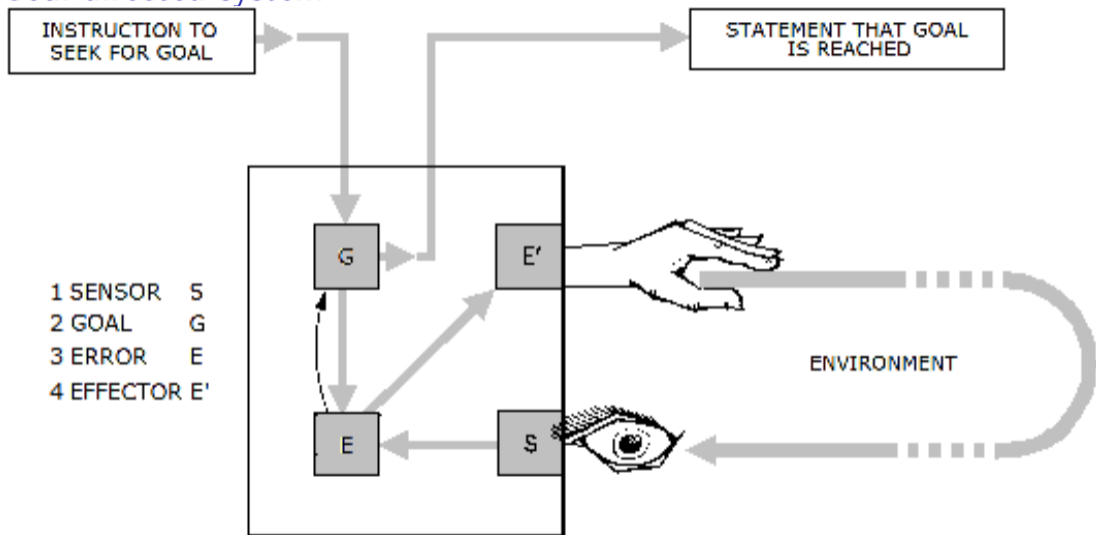 INSTRUCTION TO
SEEK FOR GOAL
STATEMENT THAT GOAL
IS REACHED
G
E'
1 SENSOR S
2 GOAL G
3 ERROR E
4 EFFECTOR E'
ENVIRONMENT
E
S